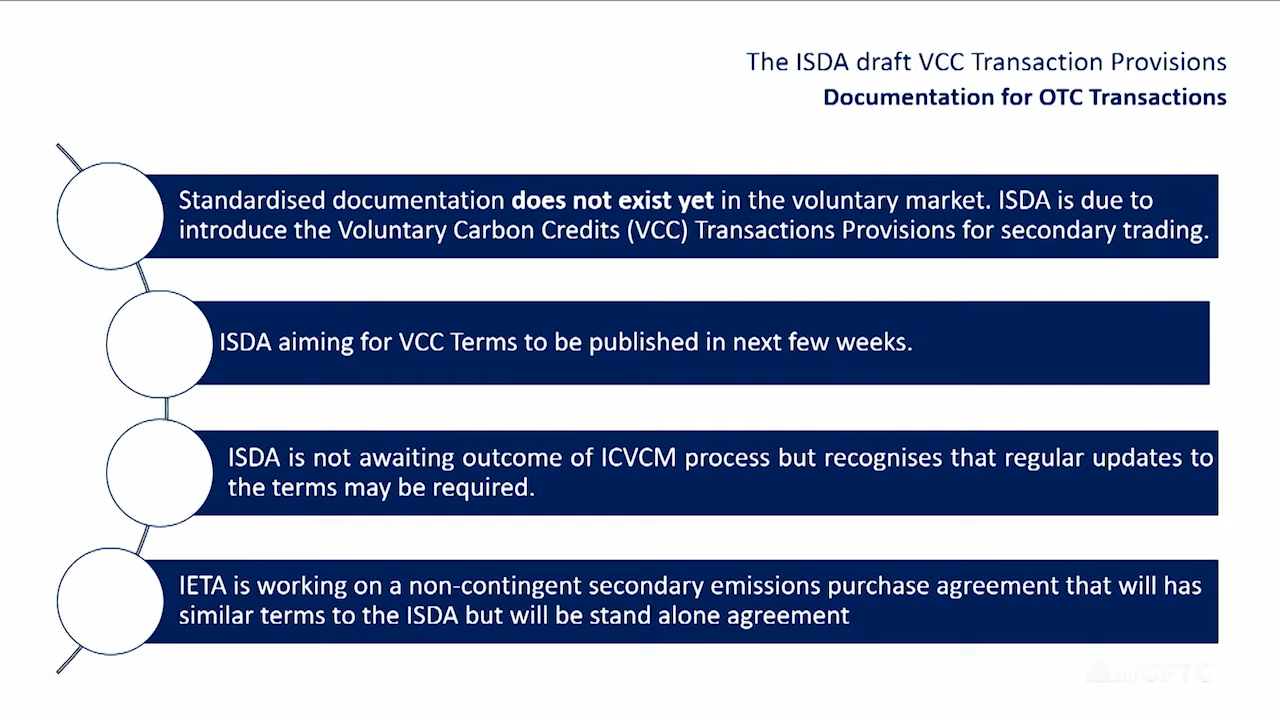 The ISDA draft VCC Transaction Provisions
Documentation for OTC Transactions
Standardised documentation does not exist yet in the voluntary market. ISDA is due to
introduce the Voluntary Carbon Credits (VCC) Transactions Provisions for secondary trading.
ISDA aiming for VCC Terms to be published in next few weeks.
ISDA is not awaiting outcome of ICVCM process but recognises that regular updates to
the terms may be required.
IETA is working on a non-contingent secondary emissions purchase agreement that will has
similar terms to the ISDA but will be stand alone agreement
CFTC